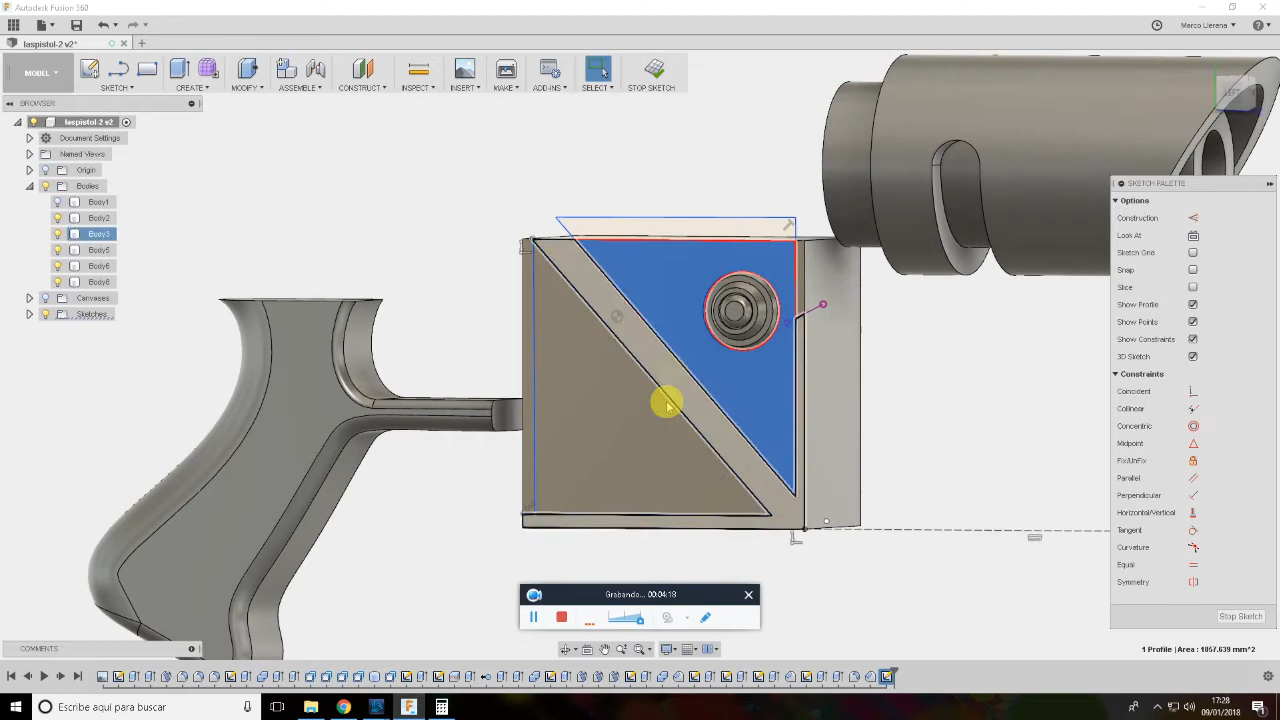 Autodesk Fusion 360
Marco Llerena
laspistol-2 v2*
MODEL
SKETCH
CREATE
MODIFY
ASSEMBLE
CONSTRUCT
INSPECT
INSERT
MAKE
ADD-INS
SELECT
STOP SKETCH
BROWSER
laspistol-2 v2
Document Settings
Named Views
Origin
Bodies
Body1
Body2
Body3
Body5
Body6
Body8
Canvases
Sketches
LEFT
SKETCH PALETTE
Options
Construction
Look At
Sketch Grid
Snap
Slice
Show Profile
Show Points
Show Constraints
3D Sketch
Constraints
Coincident
Collinear
Concentric
Midpoint
Fix/UnFix
Parallel
Perpendicular
Horizontal/Vertical
Tangent
Curvature
Equal
Symmetry
Stop Sketch
Grabando... 00:04:18
COMMENTS
1 Profile | Area : 1857.639 mm^2
Escribe aquí para buscar
17:28
09/01/2018